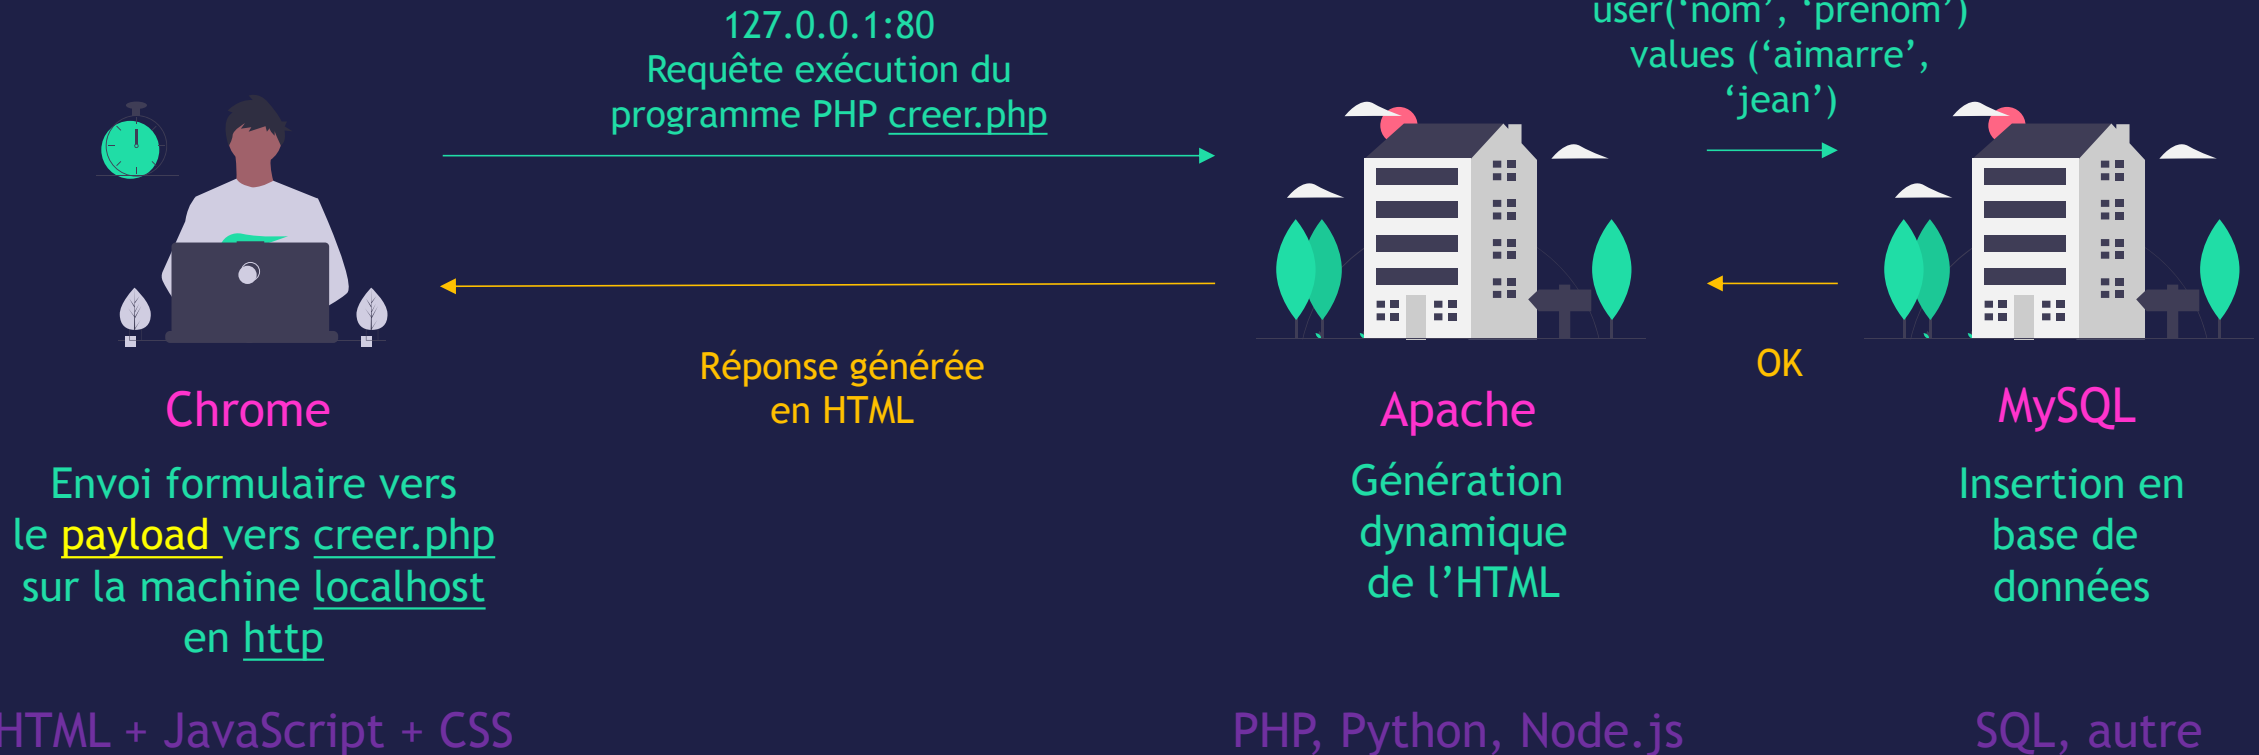 127.0.0.1:80
Requête exécution du
programme PHP creer.php
user(‘nom’, ‘prenom’)
values (‘aimarre’,
‘jean’)
Réponse générée
en HTML
OK
Chrome
Envoi formulaire vers
le payload vers creer.php
sur la machine localhost
en http
HTML + JavaScript + CSS
Apache
Génération
dynamique
de l’HTML
PHP, Python, Node.js
MySQL
Insertion en
base de
données
SQL, autre